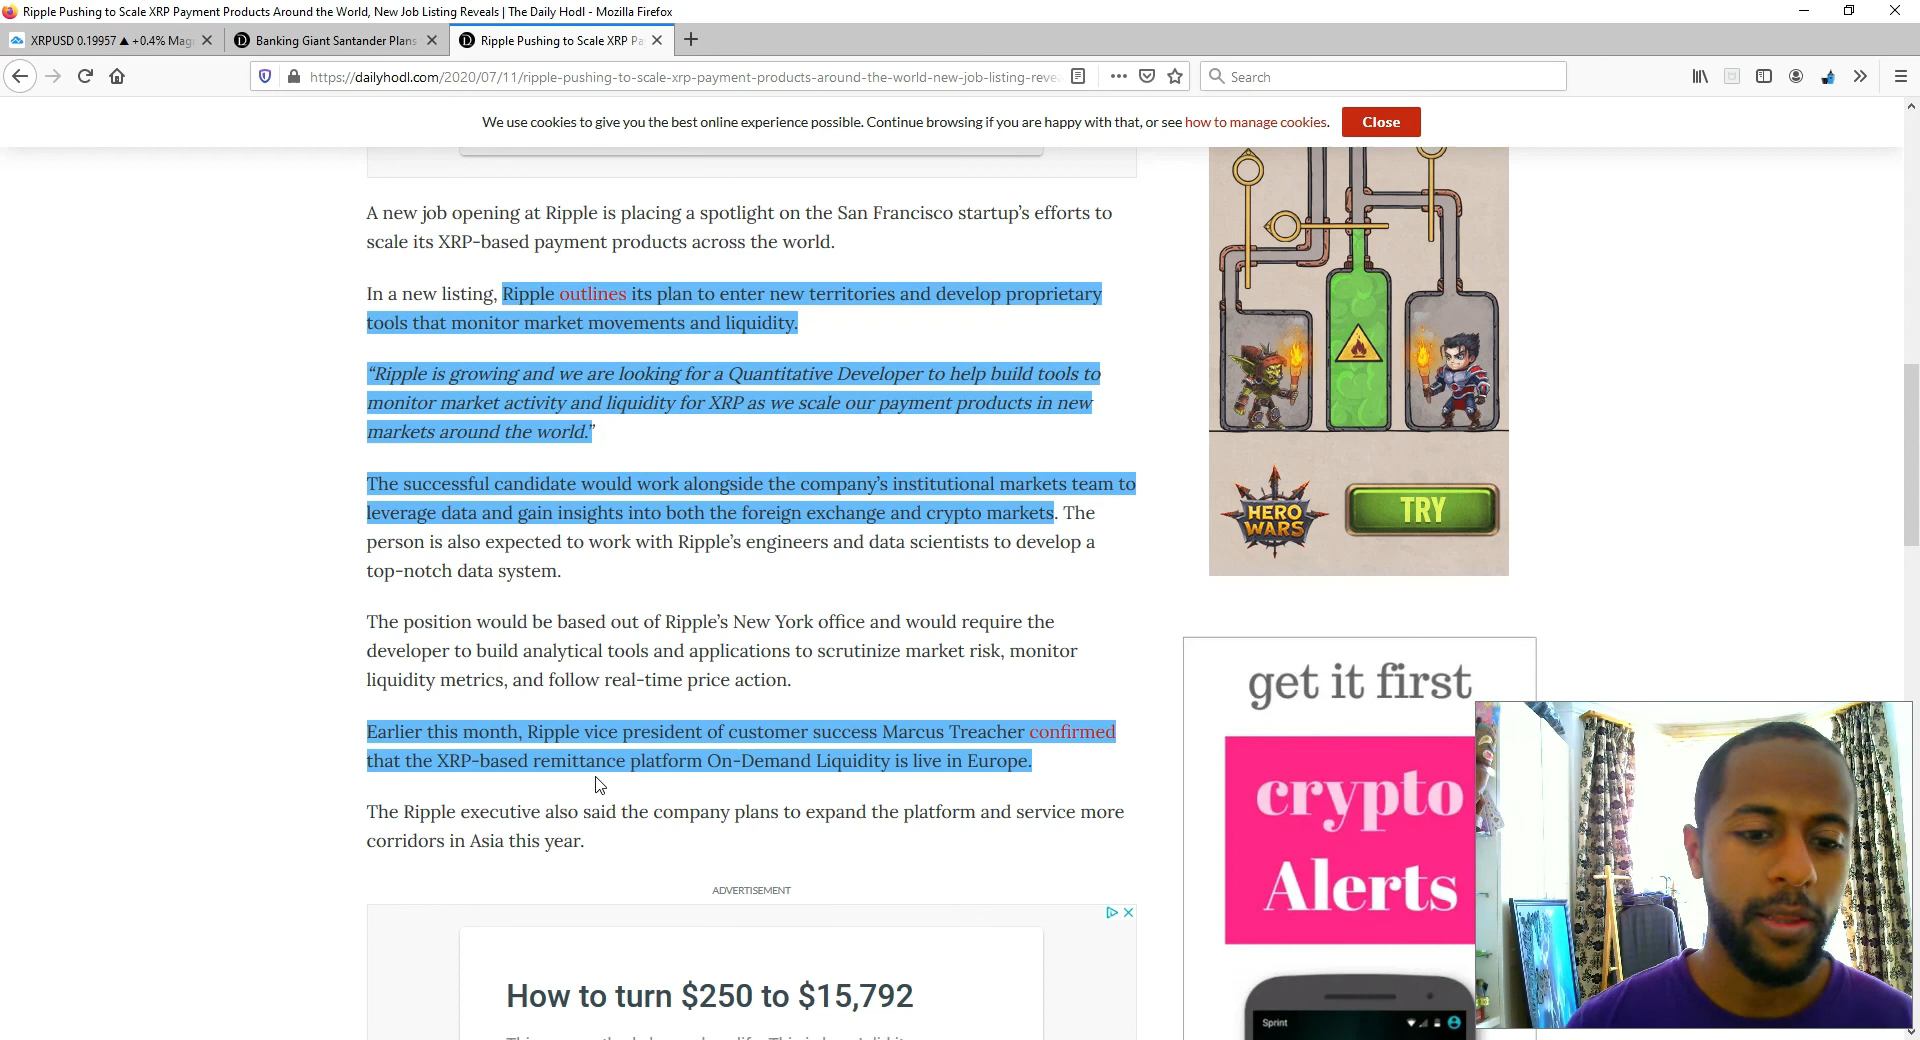 Ripple Pushing to Scale XRP Payment Products Around the World, New Job Listing Reveals | The Daily Hodl - Mozilla Firefox
XRPUSD 0.19957 ▲ +0.4% Mag
Banking Giant Santander Plans
Ripple Pushing to Scale XRP Pa
https://dailyhodl.com/2020/07/11/ripple-pushing-to-scale-xrp-payment-products-around-the-world-new-job-listing-reve
Search
We use cookies to give you the best online experience possible. Continue browsing if you are happy with that, or see how to manage cookies.
Close
A new job opening at Ripple is placing a spotlight on the San Francisco startup’s efforts to
scale its XRP-based payment products across the world.
In a new listing, Ripple outlines its plan to enter new territories and develop proprietary
tools that monitor market movements and liquidity.
“Ripple is growing and we are looking for a Quantitative Developer to help build tools to
monitor market activity and liquidity for XRP as we scale our payment products in new
markets around the world.”
The successful candidate would work alongside the company’s institutional markets team to
leverage data and gain insights into both the foreign exchange and crypto markets. The
person is also expected to work with Ripple’s engineers and data scientists to develop a
top-notch data system.
The position would be based out of Ripple’s New York office and would require the
developer to build analytical tools and applications to scrutinize market risk, monitor
liquidity metrics, and follow real-time price action.
Earlier this month, Ripple vice president of customer success Marcus Treacher confirmed
that the XRP-based remittance platform On-Demand Liquidity is live in Europe.
The Ripple executive also said the company plans to expand the platform and service more
corridors in Asia this year.
ADVERTISEMENT
How to turn $250 to $15,792
HERO
WARS
TRY
get it first
crypto
Alerts
Sprint